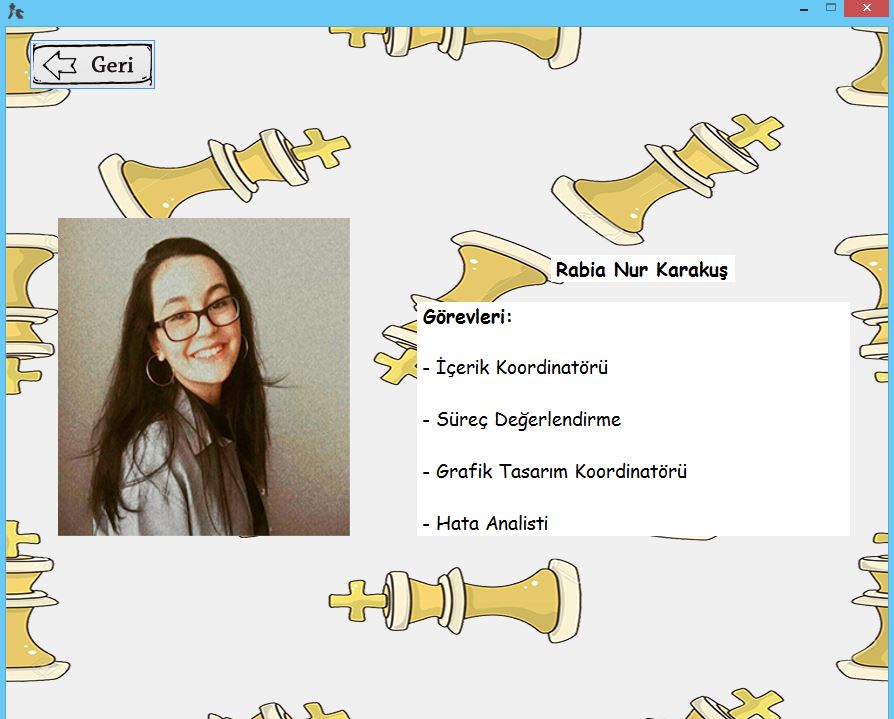 Geri
Rabia Nur Karakuş
Görevleri:
- İçerik Koordinatörü
- Süreç Değerlendirme
- Grafik Tasarım Koordinatörü
- Hata Analisti